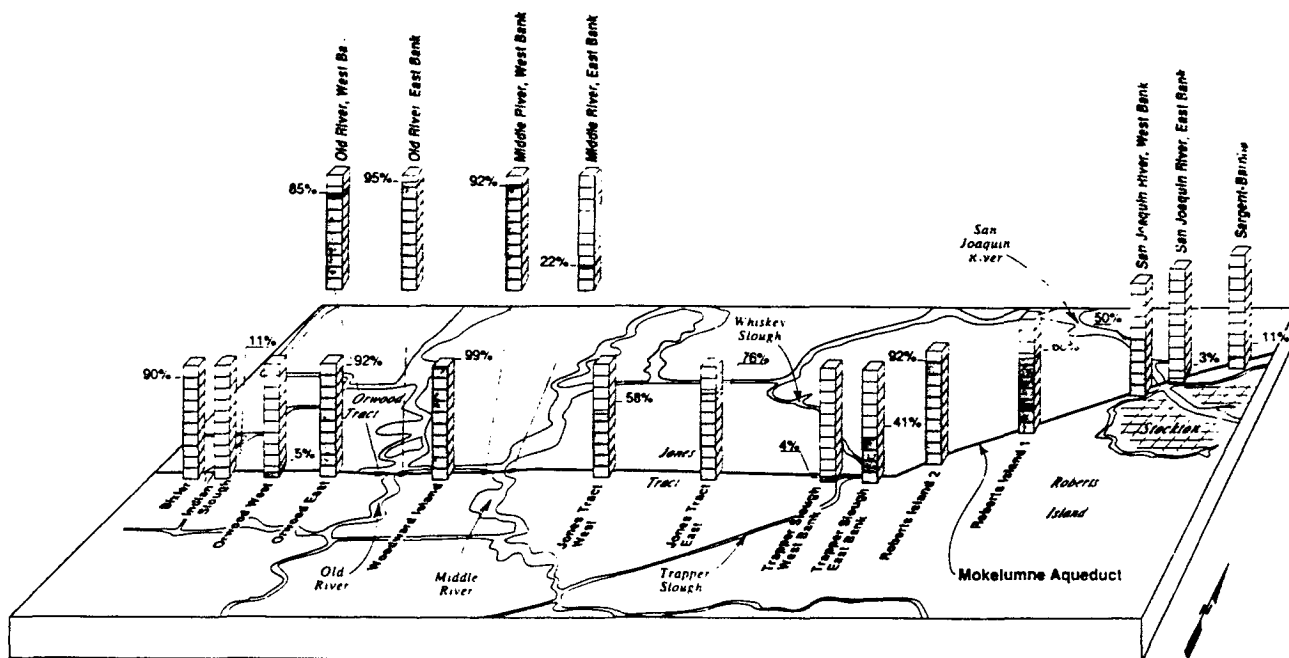 Old River, West Ba
Old River East Bank
Middle River, West Bank
Middle River, East Bank
San Joaquin River, West Bank
San Joaquin River, East Bank
85%
95%
92%
22%
San
Joaquin
River
50%
3%
11%
11%
90%
92%
99%
Whiskey
Slough
76%
92%
58%
41%
4%
5%
Orwood
Tract
Jones
Tract
Stockton
Roberts
Island
Bixler
Indian
Slough
Orwood West
Orwood East
Woodward Island
Jones Tract
West
Jones Tract
East
Trapper Slough
West Bank
Trapper Slough
East Bank
Roberts Island 2
Roberts Island 1
Old
River
Middle
River
Trapper
Slough
Mokelumne Aqueduct